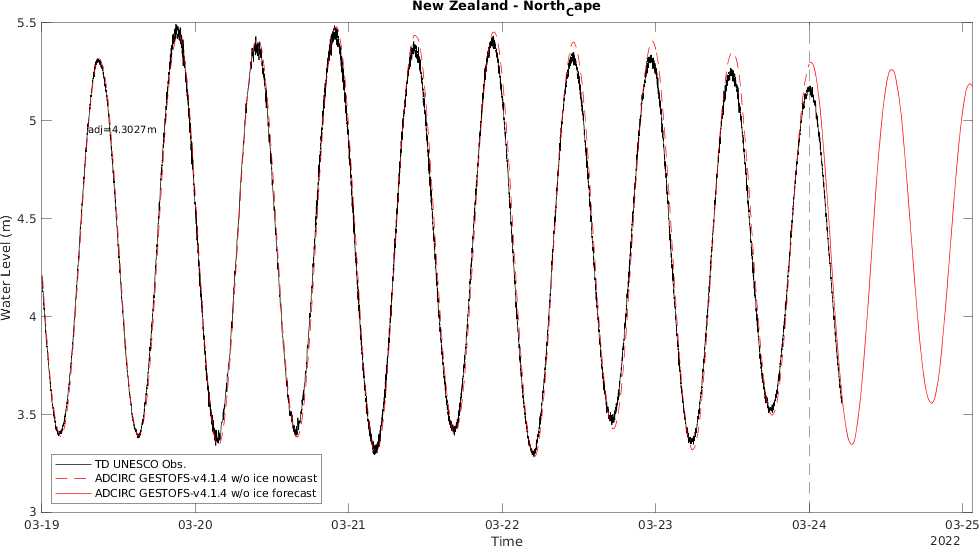 New Zealand - NorthCape
5.5
5
4.5
4
3.5
3
Water Level (m)
adj=4.3027m
TD UNESCO Obs.
ADCIRC GESTOFS-v4.1.4 w/o ice nowcast
ADCIRC GESTOFS-v4.1.4 w/o ice forecast
03-19 03-20 03-21 03-22 03-23 03-24 03-25
Time 2022